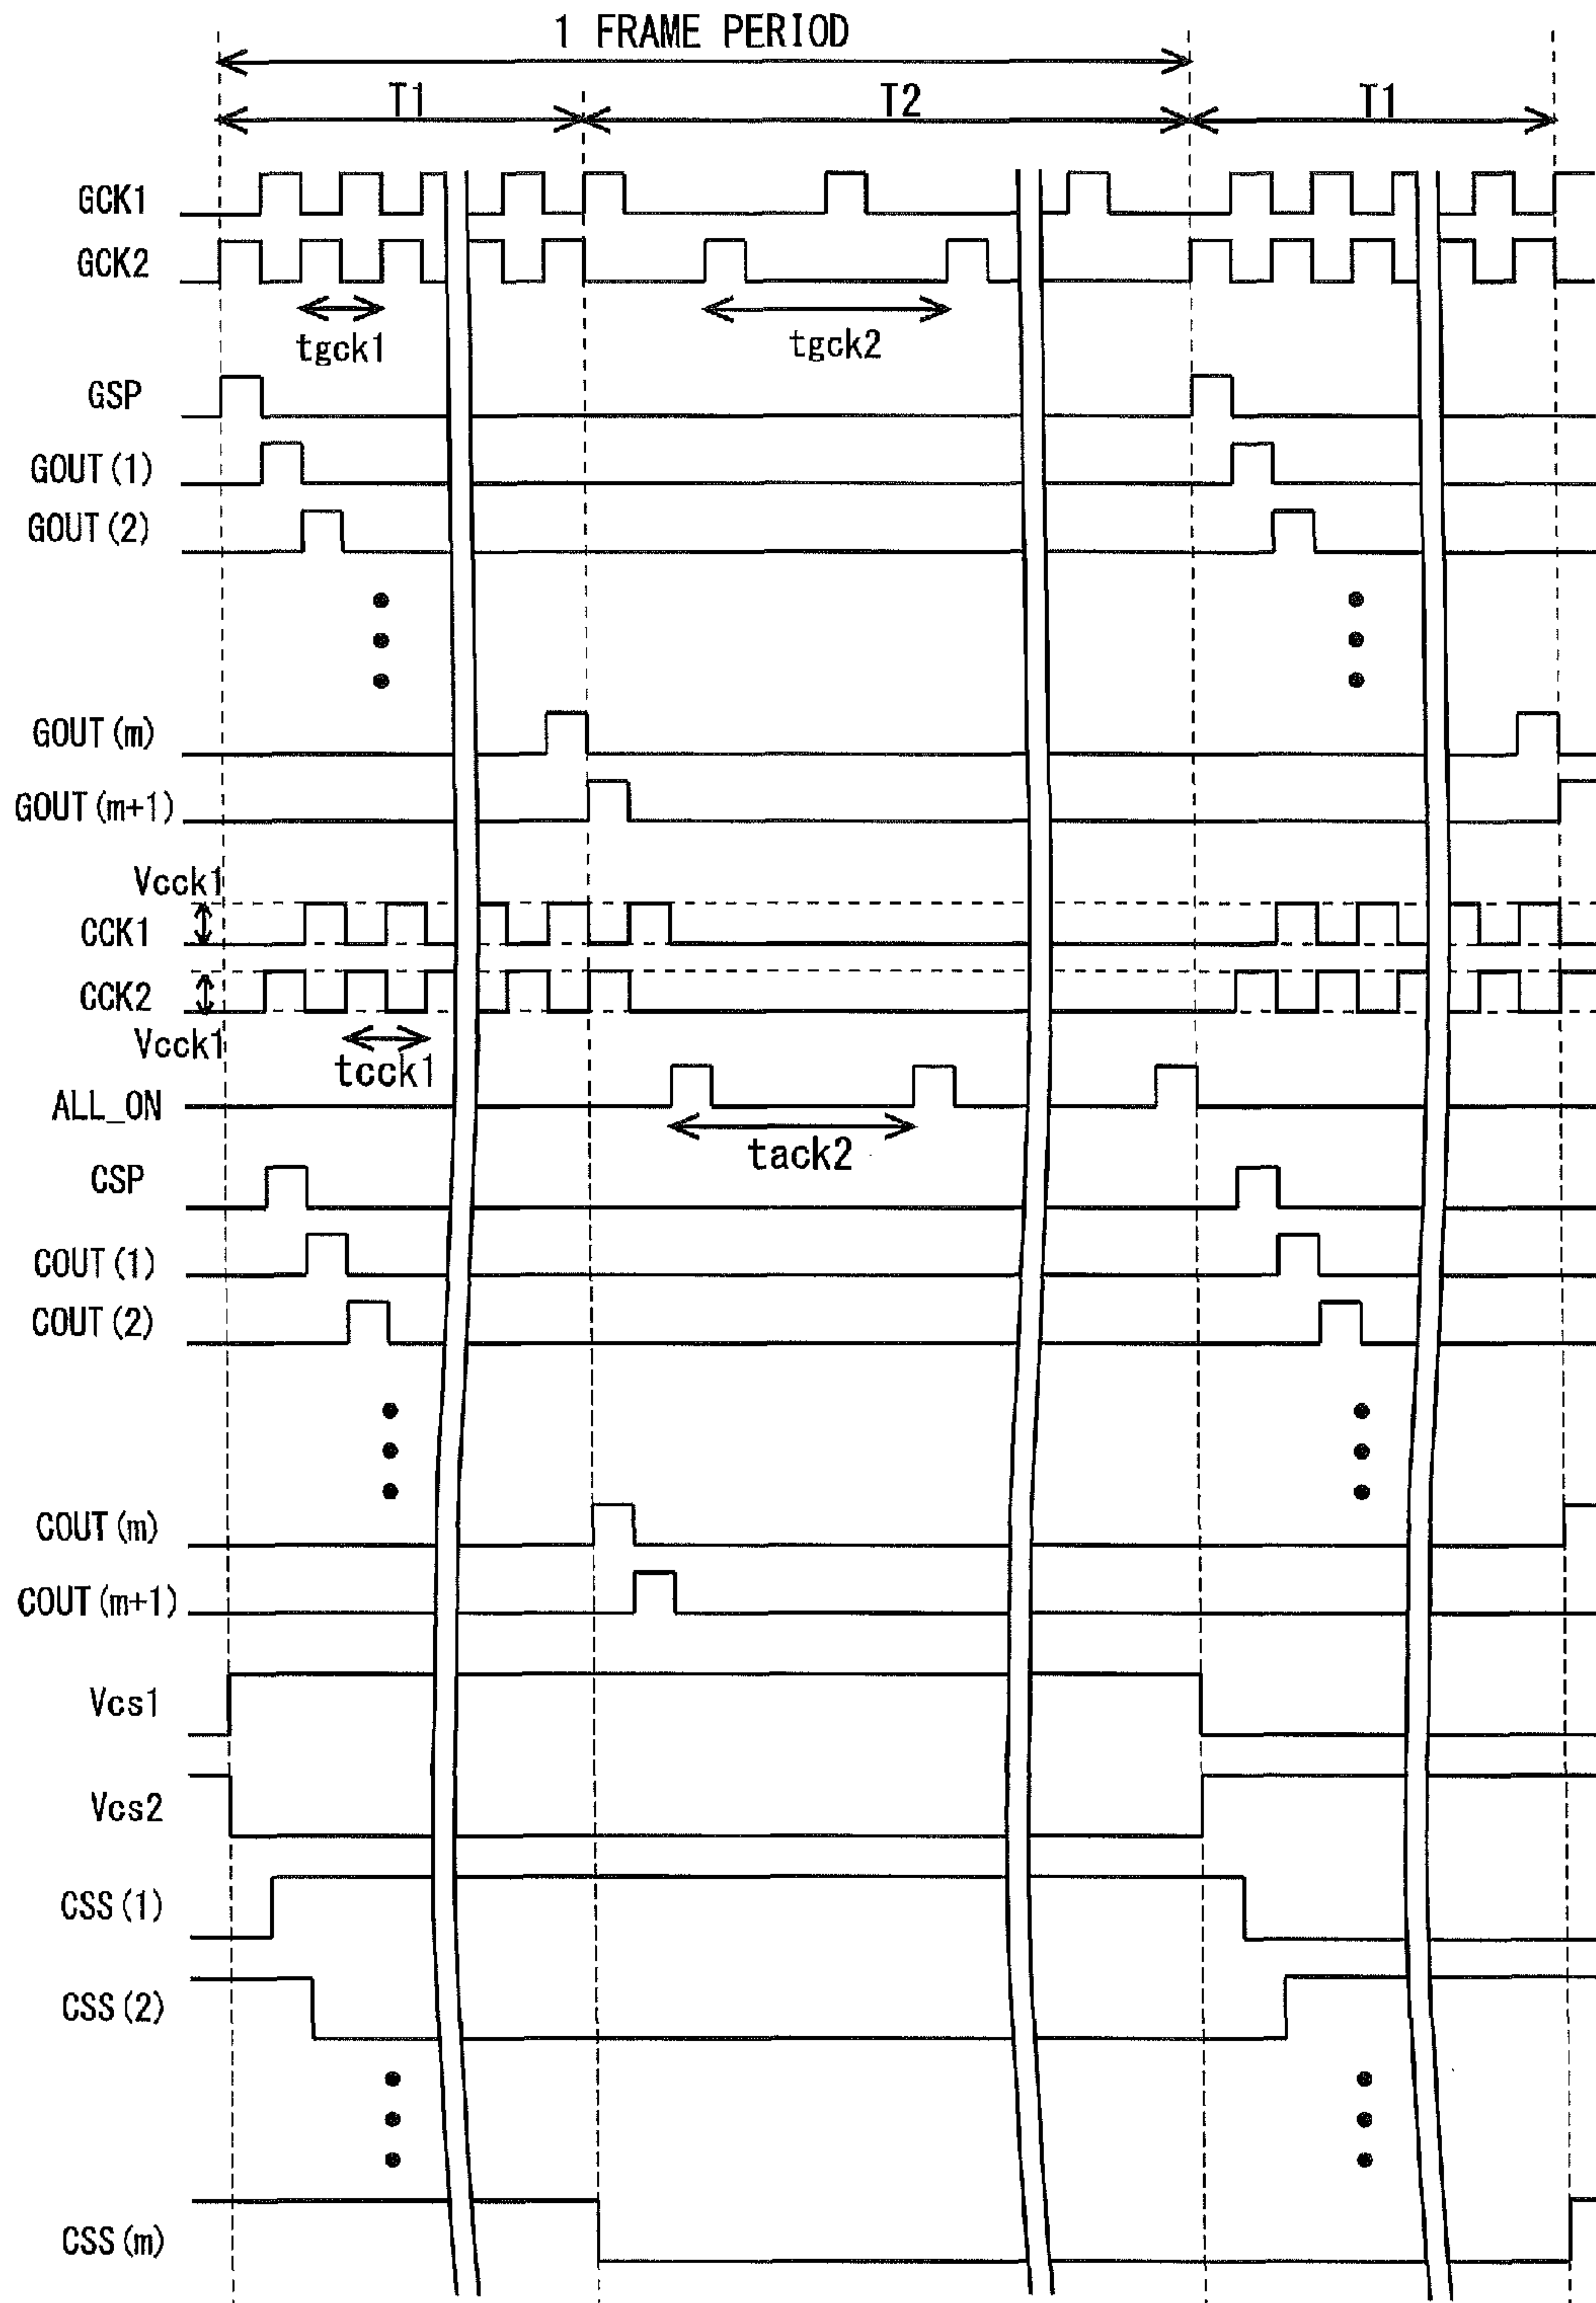 1 FRAME PERIOD
T1 T2 T1
GCK1
GCK2
tgck1 tgck2
GSP
GOUT(1)
GOUT(2)
GOUT(m)
GOUT(m+1)
Vcck1
CCK1
CCK2
Vcck1
tcck1
ALL_ON
tack2
CSP
COUT(1)
COUT(2)
COUT(m)
COUT(m+1)
Vcs1
Vcs2
CSS(1)
CSS(2)
CSS(m)